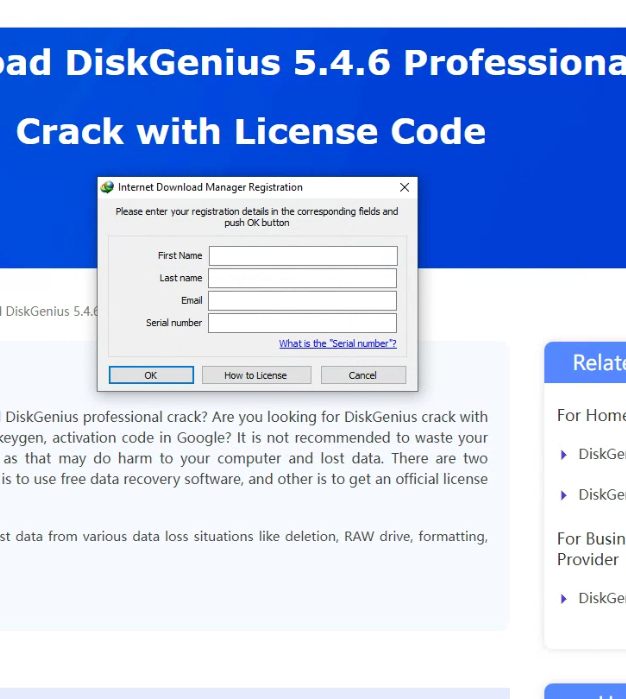 DiskGenius 5.4.6
Crack with License Code
Internet Download Manager Registration
Please enter your registration details in the corresponding fields and
push OK button
First Name
Last name
Email
Serial number
What is the "Serial number"?
OK
How to License
Cancel
DiskGenius 5.4.6
DiskGenius professional crack? Are you looking for DiskGenius crack with
keygen, activation code in Google? It is not recommended to waste your
as that may do harm to your computer and lost data. There are two
is to use free data recovery software, and other is to get an official license
st data from various data loss situations like deletion, RAW drive, formatting,
For Home
For Busin
Provider